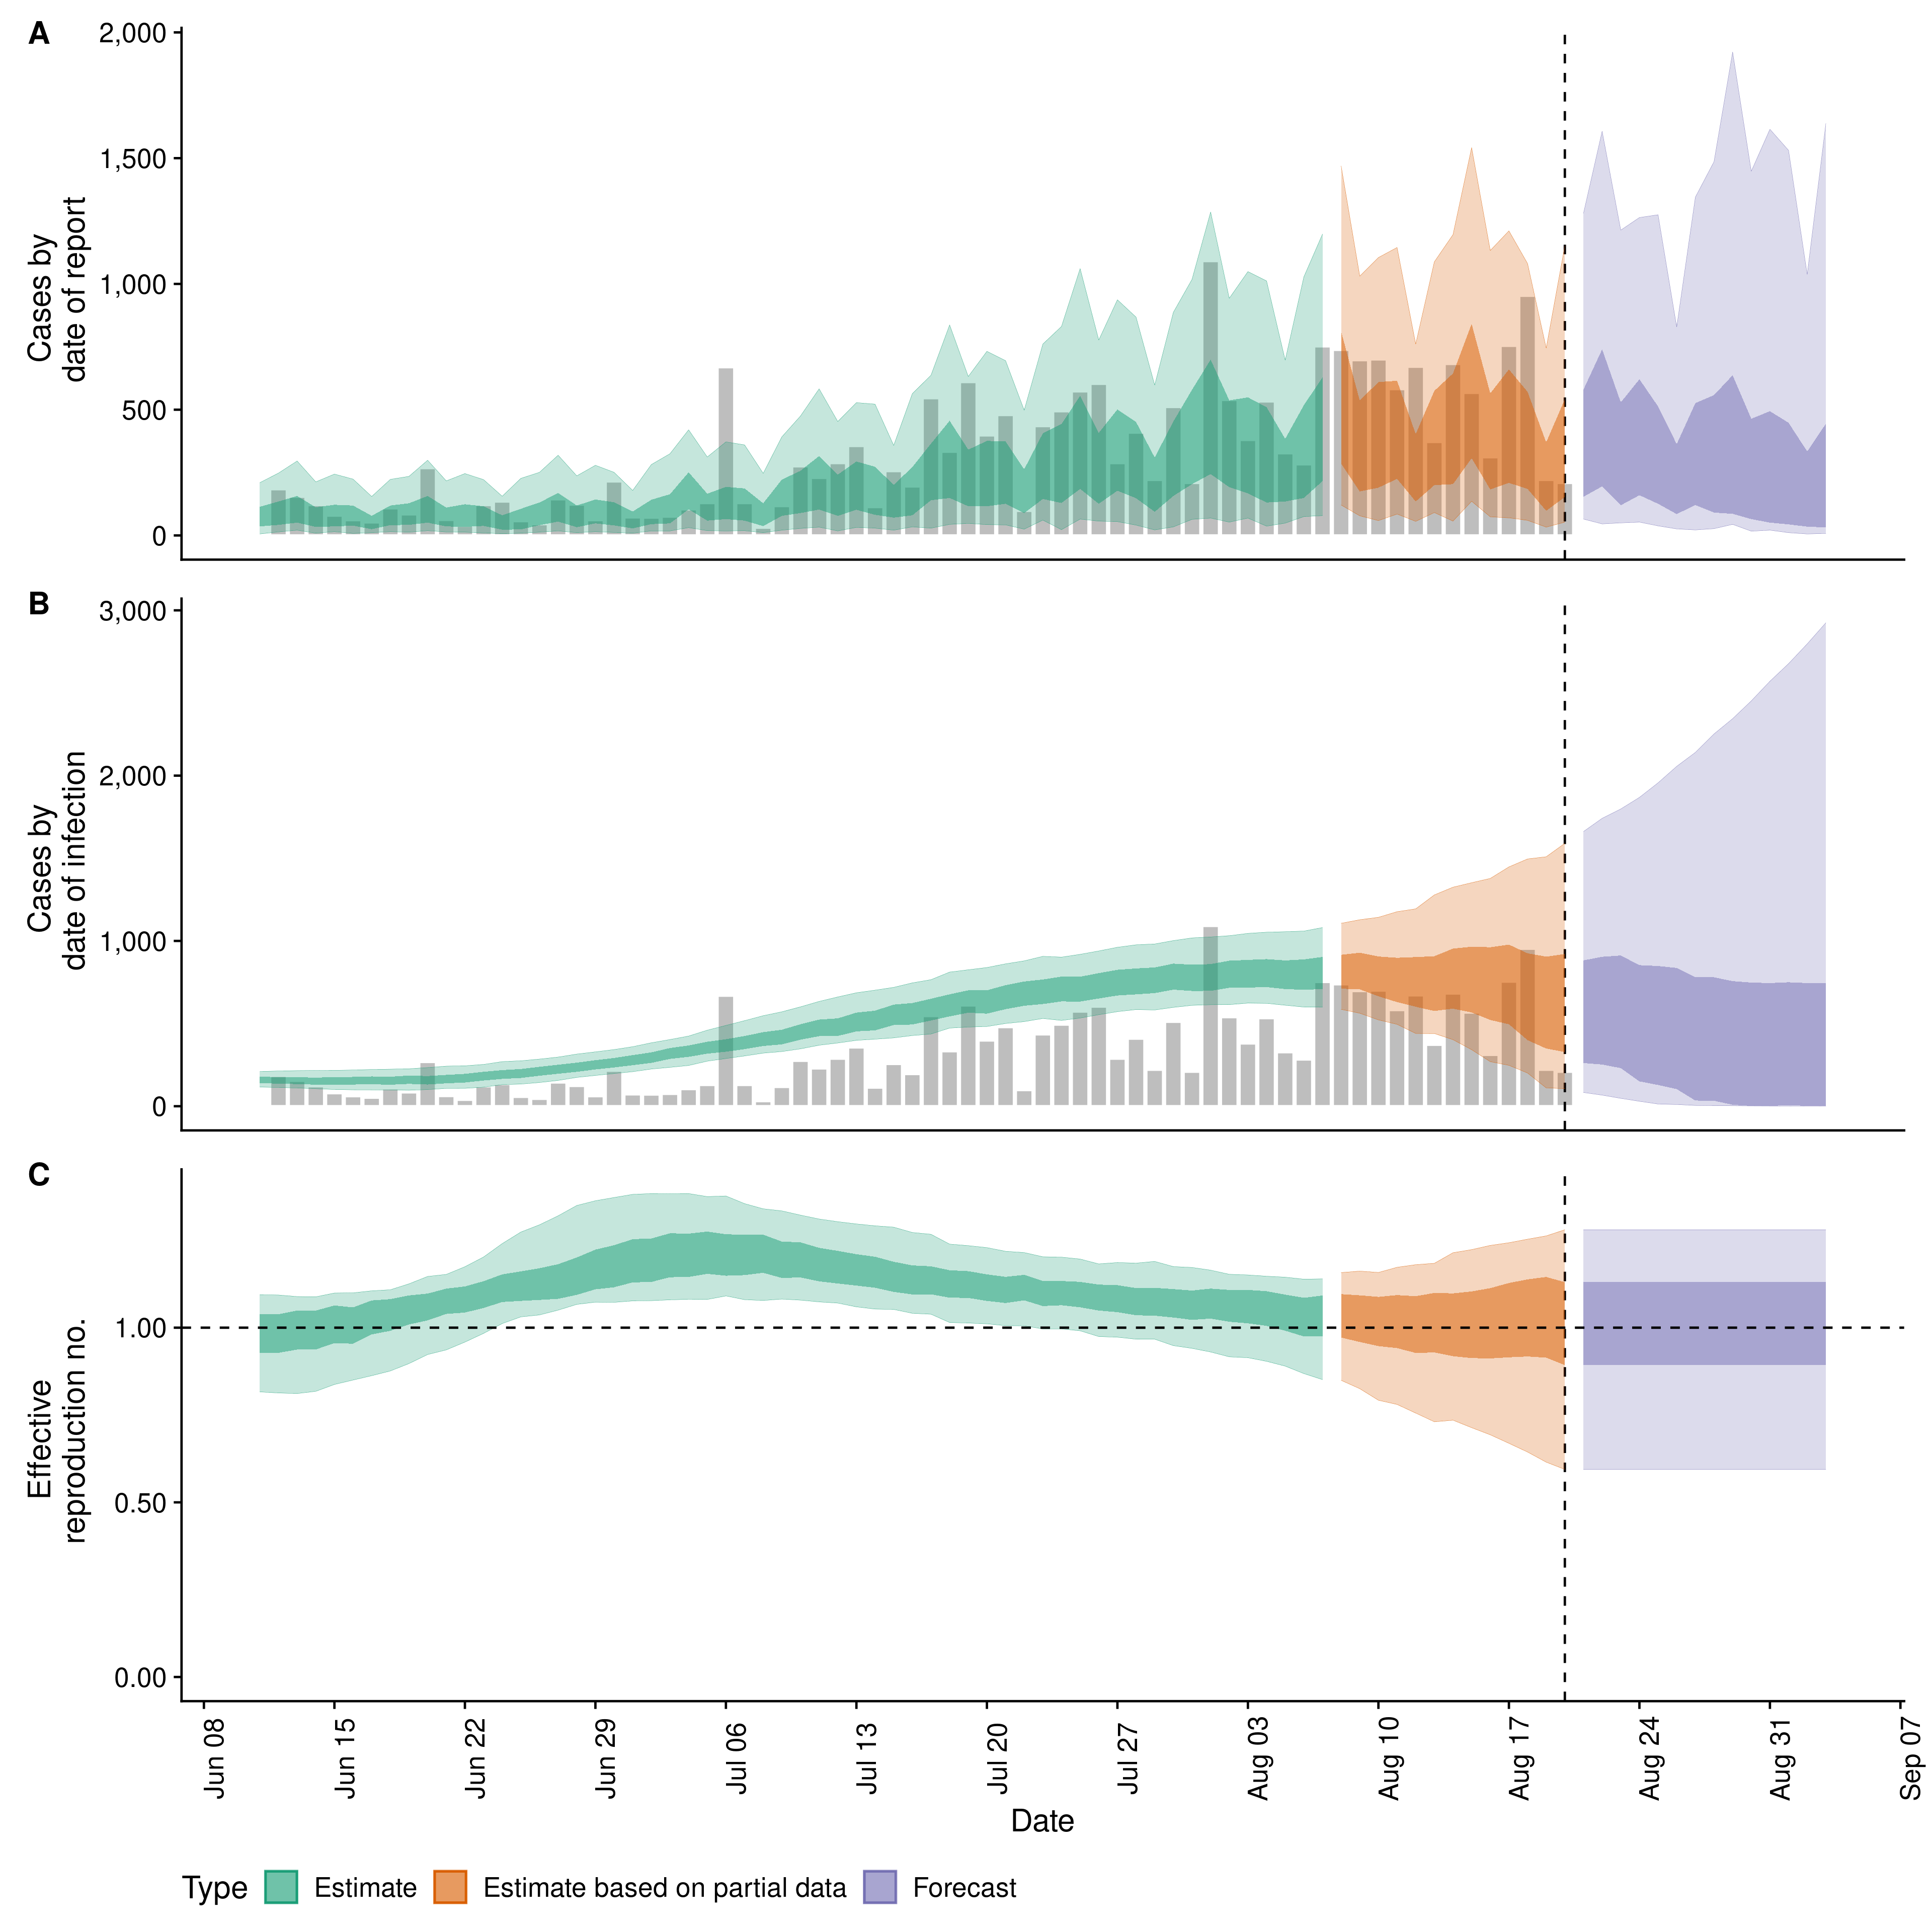 A
2,000
1,500
1,000
500
0
Cases by
date of report
B
3,000
2,000
1,000
0
Cases by
date of infection
C
1.00
0.50
0.00
Effective
reproduction no.
Jun 08
Jun 15
Jun 22
Jun 29
Jul 06
Jul 13
Jul 20
Jul 27
Aug 03
Aug 10
Aug 17
Aug 24
Aug 31
Sep 07
Date
Type Estimate Estimate based on partial data Forecast